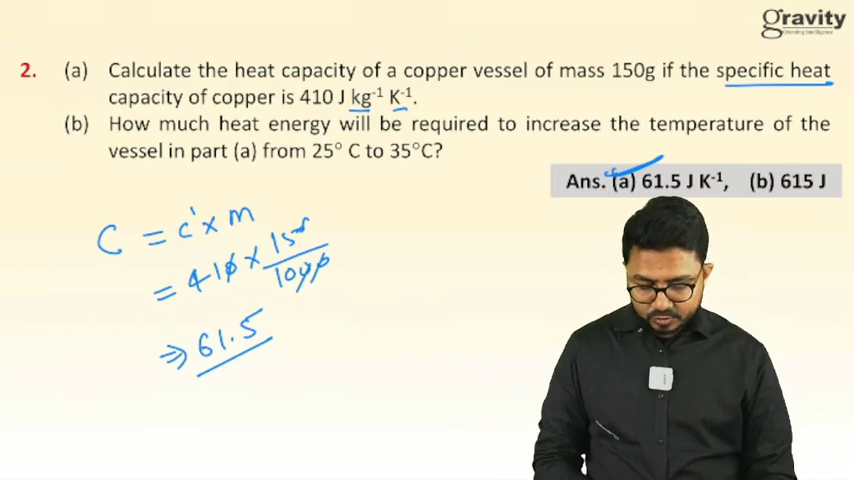 gravity
2. (a) Calculate the heat capacity of a copper vessel of mass 150g if the specific heat
capacity of copper is 410 J kg⁻¹ K⁻¹.
(b) How much heat energy will be required to increase the temperature of the
vessel in part (a) from 25° C to 35°C?
Ans. (a) 61.5 J K⁻¹, (b) 615 J
C = c' × m
= 410 × 150/1000
⇒ 61.5